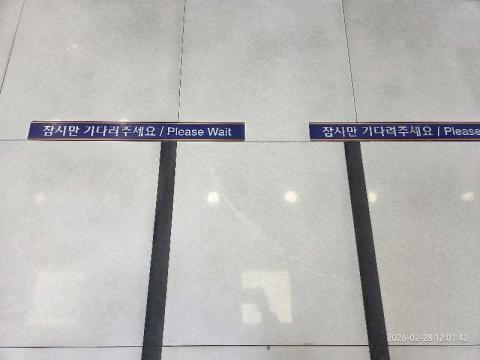 잠시만 기다려주세요 / Please Wait
잠시만 기다려주세요 / Please
2026-02-28 12:01:42